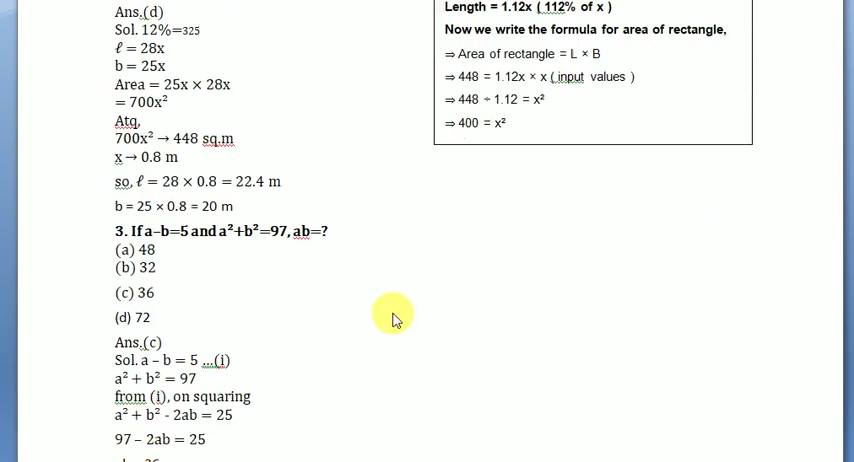 Ans.(d)
Sol. 12%=325
ℓ = 28x
b = 25x
Area = 25x × 28x
= 700x²
Atq,
700x² → 448 sq.m
x → 0.8 m
so, ℓ = 28 × 0.8 = 22.4 m
b = 25 × 0.8 = 20 m
3. If a–b=5 and a²+b²=97, ab=?
(a) 48
(b) 32
(c) 36
(d) 72
Ans.(c)
Sol. a – b = 5 ...(i)
a² + b² = 97
from (i), on squaring
a² + b² - 2ab = 25
97 – 2ab = 25
Length = 1.12x ( 112% of x )
Now we write the formula for area of rectangle,
⇒ Area of rectangle = L × B
⇒ 448 = 1.12x × x ( input values )
⇒ 448 ÷ 1.12 = x²
⇒ 400 = x²